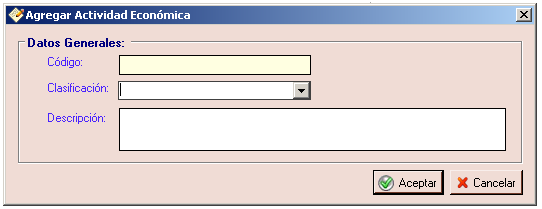 Agregar Actividad Económica
Datos Generales:
Código:
Clasificación:
Descripción:
Aceptar Cancelar